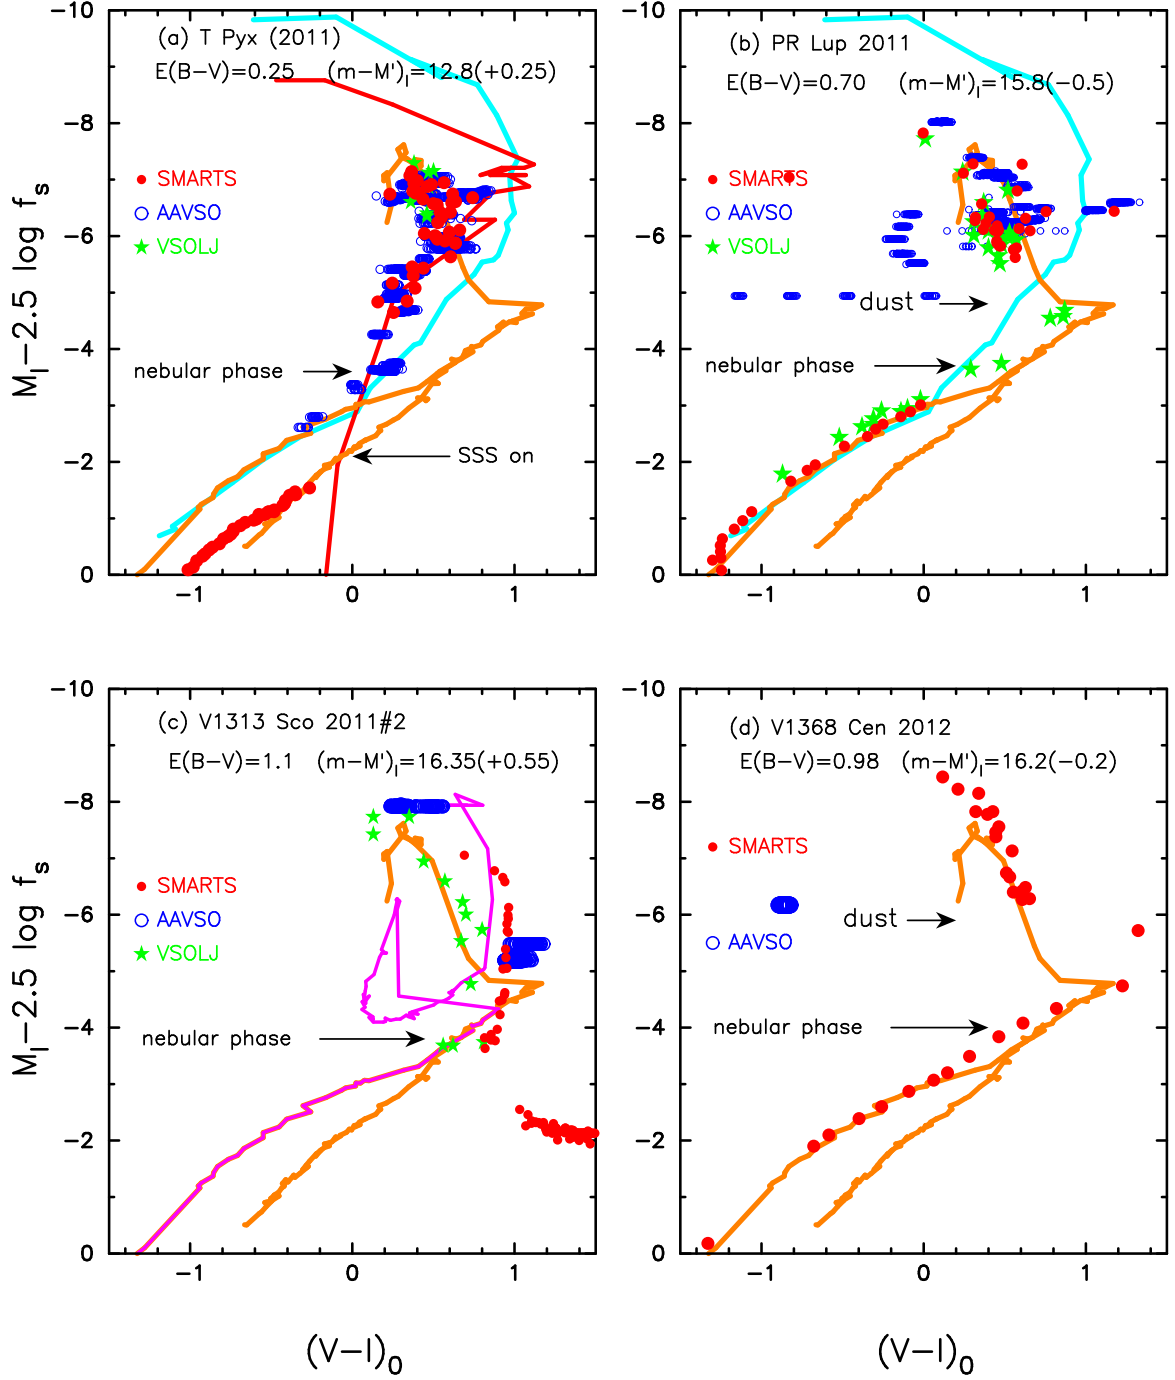 (a) T Pyx (2011)
E(B−V)=0.25 (m−M')I=12.8(+0.25)
SMARTS
AAVSO
VSOLJ
nebular phase
SSS on
−10
−8
−6
−4
−2
0
−1
0
1
MI−2.5 log fs
(b) PR Lup 2011
E(B−V)=0.70 (m−M')I=15.8(−0.5)
SMARTS
AAVSO
VSOLJ
dust
nebular phase
−10
−8
−6
−4
−2
0
−1
0
1
(c) V1313 Sco 2011#2
E(B−V)=1.1 (m−M')I=16.35(+0.55)
SMARTS
AAVSO
VSOLJ
nebular phase
−10
−8
−6
−4
−2
0
−1
0
1
MI−2.5 log fs
(V−I)0
(d) V1368 Cen 2012
E(B−V)=0.98 (m−M')I=16.2(−0.2)
SMARTS
AAVSO
dust
nebular phase
−10
−8
−6
−4
−2
0
−1
0
1
(V−I)0